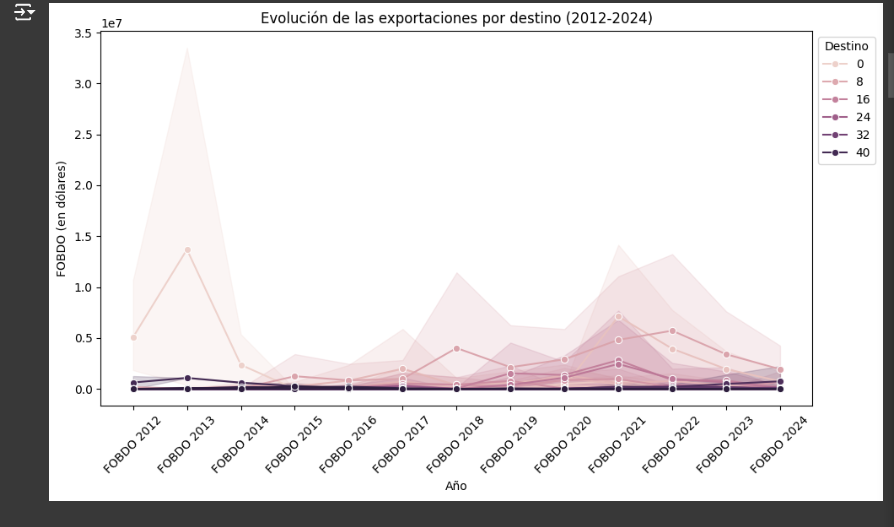 Evolución de las exportaciones por destino (2012-2024)
1e7
3.5
3.0
2.5
2.0
1.5
1.0
0.5
0.0
FOBDO (en dólares)
Destino
0
8
16
24
32
40
FOBDO 2012
FOBDO 2013
FOBDO 2014
FOBDO 2015
FOBDO 2016
FOBDO 2017
FOBDO 2018
FOBDO 2019
FOBDO 2020
FOBDO 2021
FOBDO 2022
FOBDO 2023
FOBDO 2024
Año